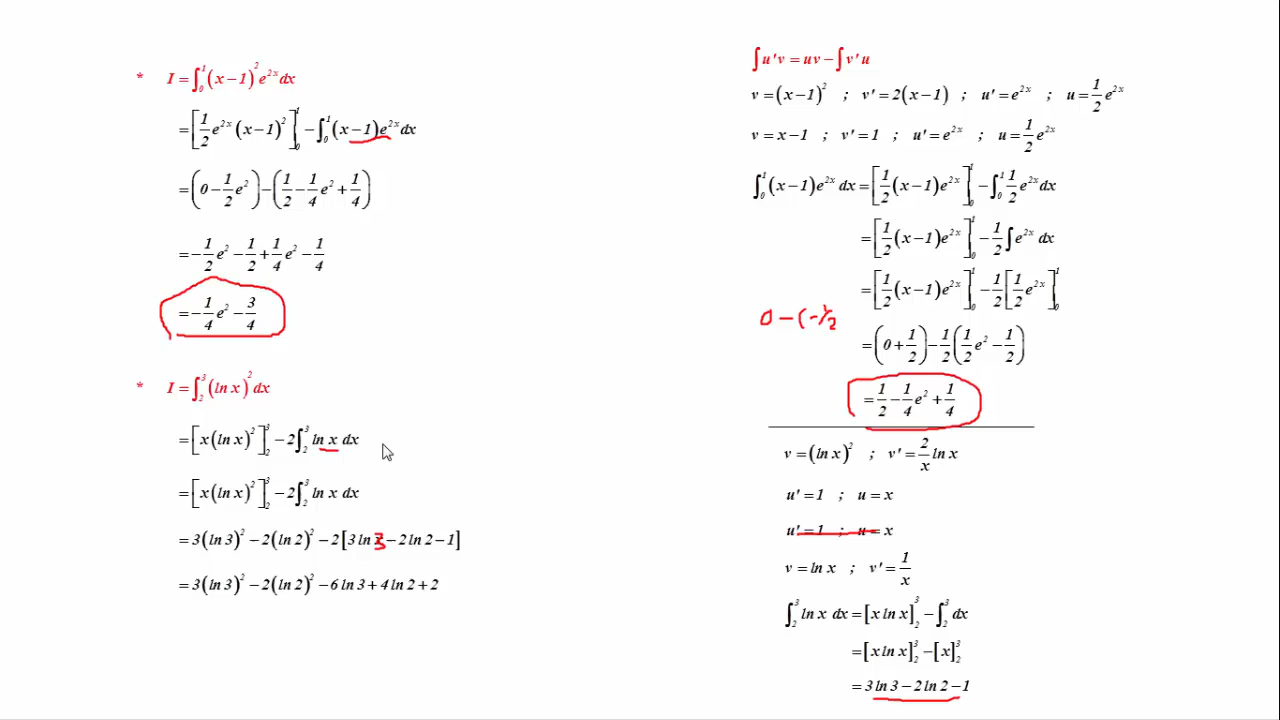 * I = ∫₀¹ (x−1)² e^{2x} dx
= [1/2 e^{2x} (x−1)²]₀¹ − ∫₀¹ (x−1) e^{2x} dx
= (0 − 1/2 e²) − (1/2 − 1/4 e² + 1/4)
= −1/2 e² − 1/2 + 1/4 e² − 1/4
= −1/4 e² − 3/4
* I = ∫₂³ (ln x)² dx
= [x (ln x)²]₂³ − 2∫₂³ ln x dx
= [x (ln x)²]₂³ − 2∫₂³ ln x dx
= 3(ln 3)² − 2(ln 2)² − 2[3 ln 3 − 2 ln 2 − 1]
= 3(ln 3)² − 2(ln 2)² − 6 ln 3 + 4 ln 2 + 2
∫ u'v = uv − ∫ v'u
v = (x−1)² ; v' = 2(x−1) ; u' = e^{2x} ; u = 1/2 e^{2x}
v = x−1 ; v' = 1 ; u' = e^{2x} ; u = 1/2 e^{2x}
∫₀¹ (x−1) e^{2x} dx = [1/2 (x−1) e^{2x}]₀¹ − ∫₀¹ 1/2 e^{2x} dx
= [1/2 (x−1) e^{2x}]₀¹ − 1/2 ∫ e^{2x} dx
= [1/2 (x−1) e^{2x}]₀¹ − 1/2 [1/2 e^{2x}]₀¹
0 − (−1/2
= (0 + 1/2) − 1/2 (1/2 e² − 1/2)
= 1/2 − 1/4 e² + 1/4
v = (ln x)² ; v' = 2/x ln x
u' = 1 ; u = x
u' = 1 ; u = x
v = ln x ; v' = 1/x
∫₂³ ln x dx = [x ln x]₂³ − ∫₂³ dx
= [x ln x]₂³ − [x]₂³
= 3 ln 3 − 2 ln 2 − 1